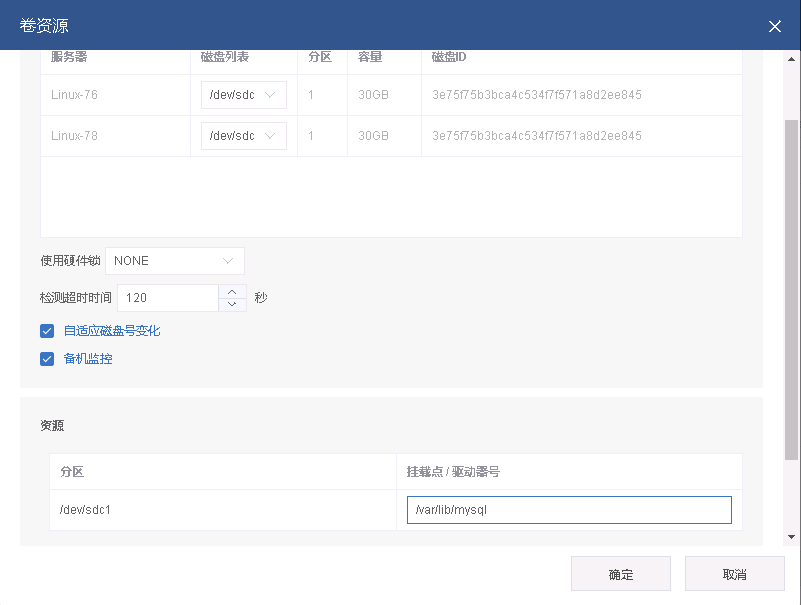 卷资源
服务器 磁盘列表 分区 容量 磁盘ID
Linux-76 /dev/sdc 1 30GB 3e75f75b3bca4c534f7f571a8d2ee845
Linux-78 /dev/sdc 1 30GB 3e75f75b3bca4c534f7f571a8d2ee845
使用硬件锁 NONE
检测超时时间 120 秒
自适应磁盘号变化
备机监控
资源
分区 挂载点 / 驱动器号
/dev/sdc1 /var/lib/mysql
确定 取消